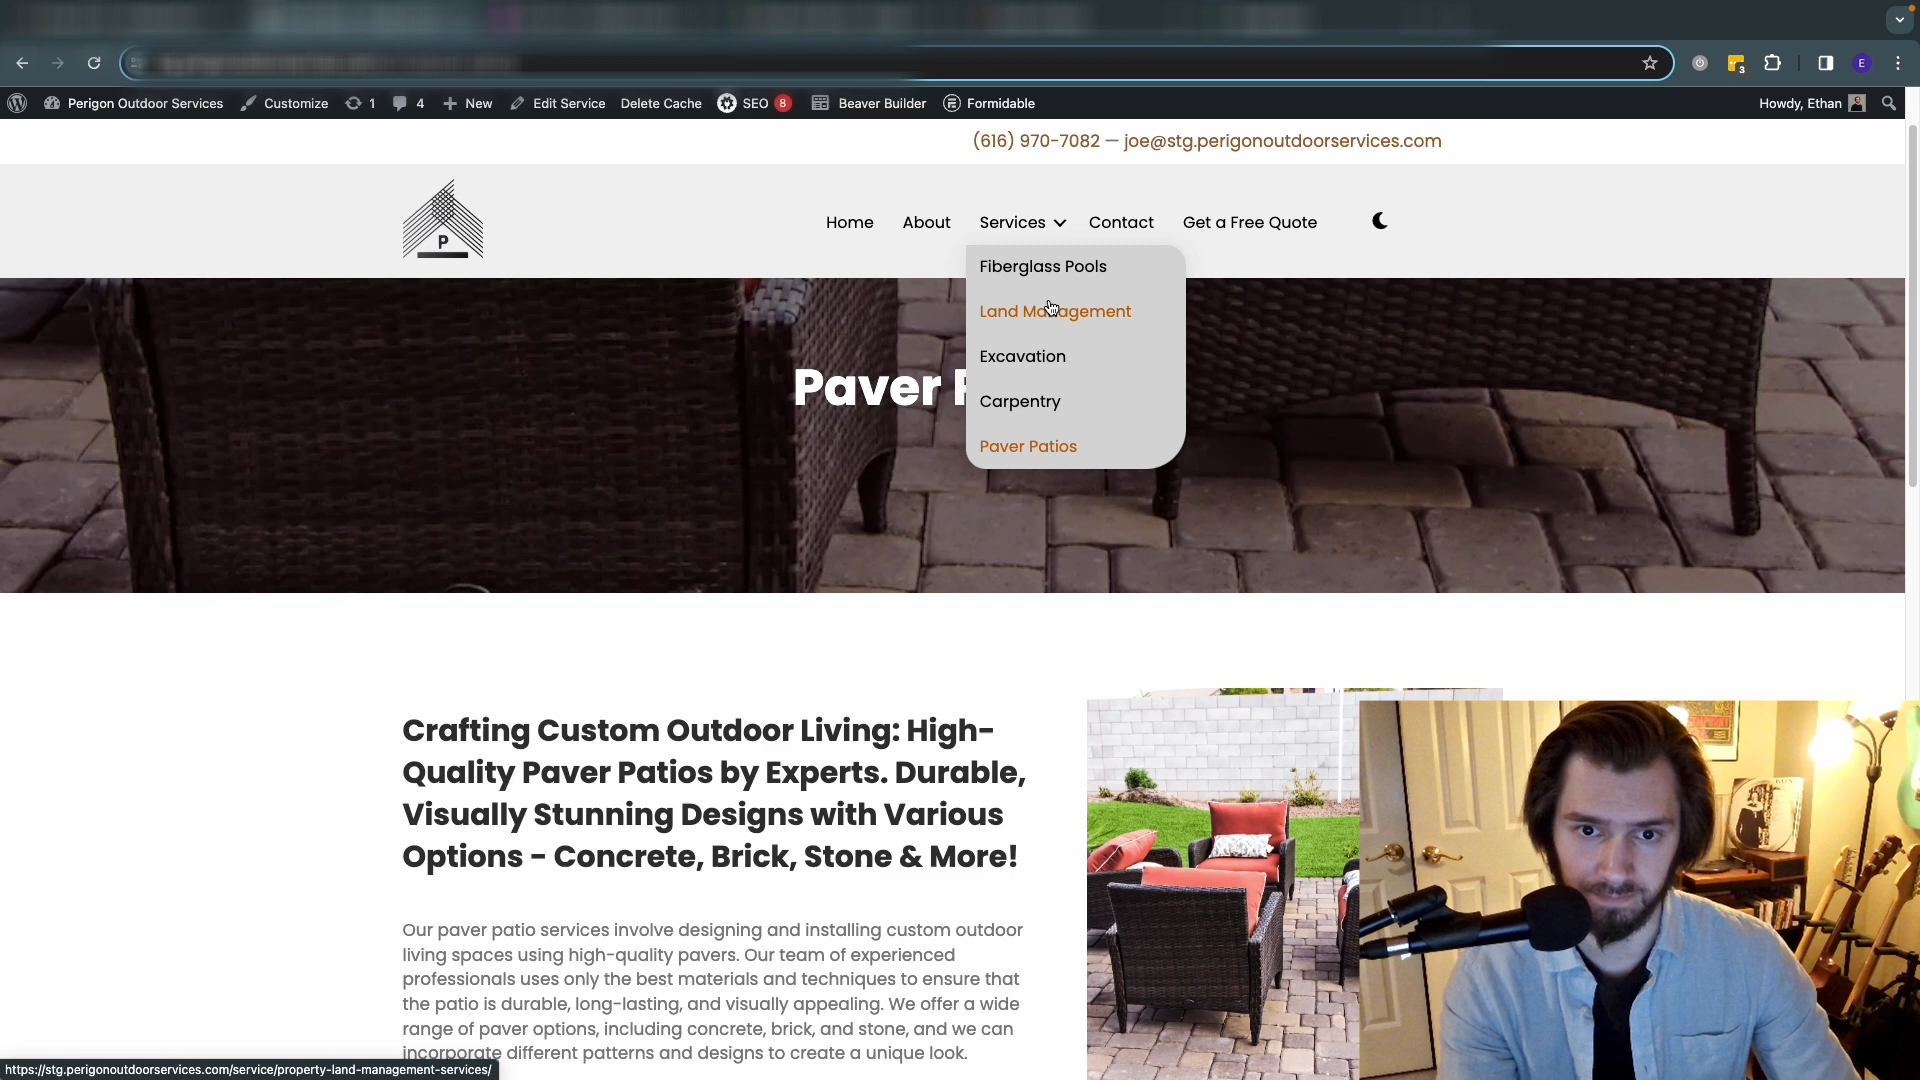 Perigon Outdoor Services Customize 1 4 New Edit Service Delete Cache SEO 8 Beaver Builder Formidable Howdy, Ethan
3
E
(616) 970-7082 — joe@stg.perigonoutdoorservices.com
P
Home About Services Contact Get a Free Quote
Fiberglass Pools
Land Management
Excavation
Carpentry
Paver Patios
Paver P
Crafting Custom Outdoor Living: High-
Quality Paver Patios by Experts. Durable,
Visually Stunning Designs with Various
Options - Concrete, Brick, Stone & More!
Our paver patio services involve designing and installing custom outdoor
living spaces using high-quality pavers. Our team of experienced
professionals uses only the best materials and techniques to ensure that
the patio is durable, long-lasting, and visually appealing. We offer a wide
range of paver options, including concrete, brick, and stone, and we can
incorporate different patterns and designs to create a unique look.
https://stg.perigonoutdoorservices.com/service/property-land-management-services/